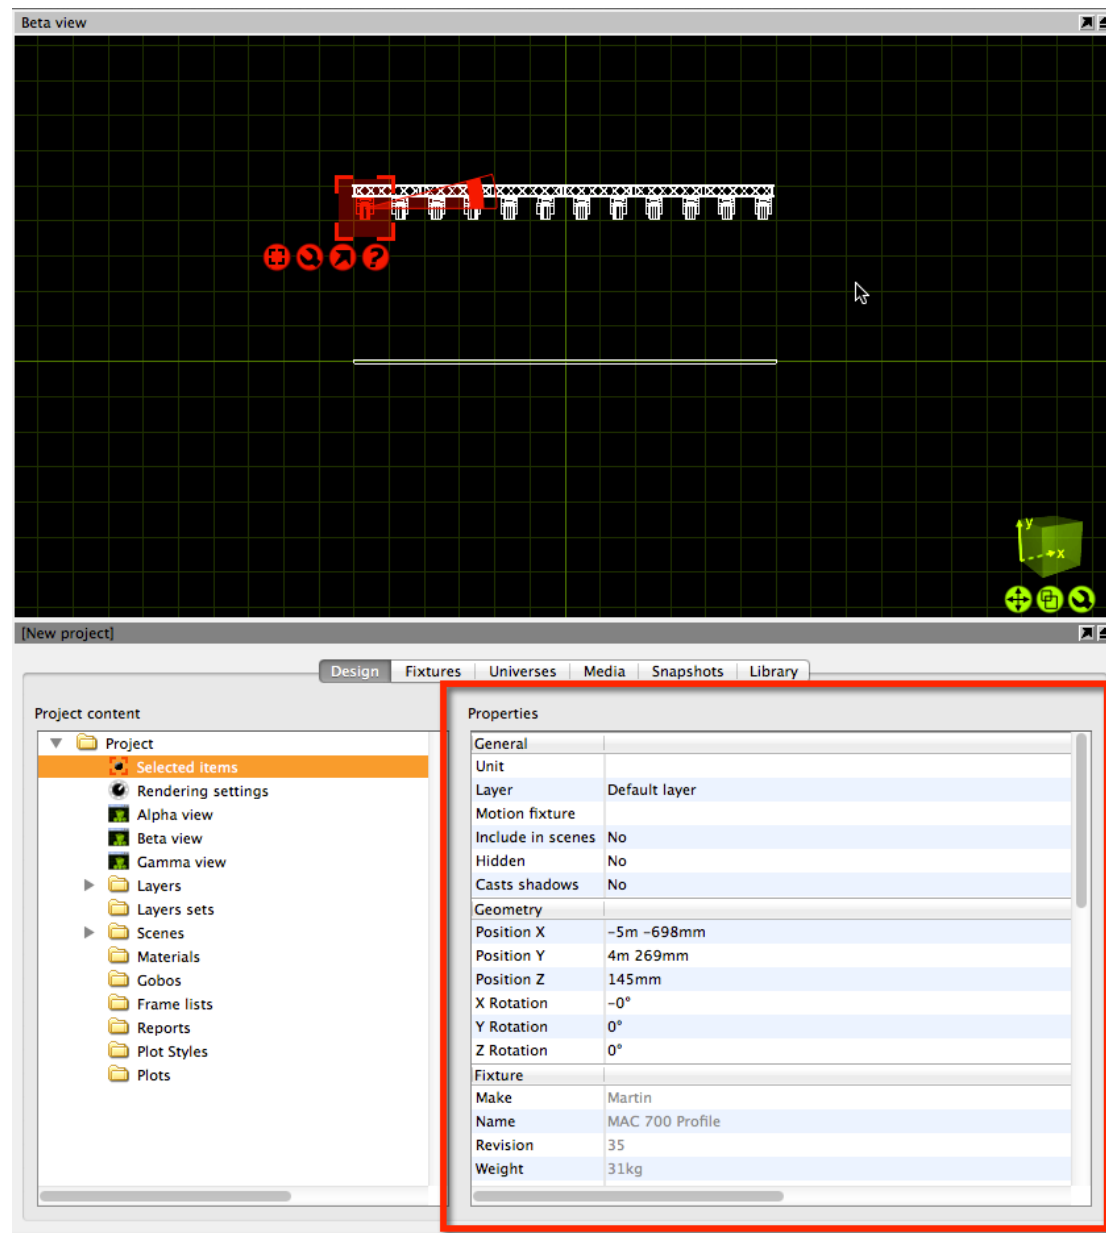 Beta view
y
x
[New project]
Design Fixtures Universes Media Snapshots Library
Project content
Project
Selected items
Rendering settings
Alpha view
Beta view
Gamma view
Layers
Layers sets
Scenes
Materials
Gobos
Frame lists
Reports
Plot Styles
Plots
Properties
General
Unit
Layer Default layer
Motion fixture
Include in scenes No
Hidden No
Casts shadows No
Geometry
Position X -5m -698mm
Position Y 4m 269mm
Position Z 145mm
X Rotation -0°
Y Rotation 0°
Z Rotation 0°
Fixture
Make Martin
Name MAC 700 Profile
Revision 35
Weight 31kg